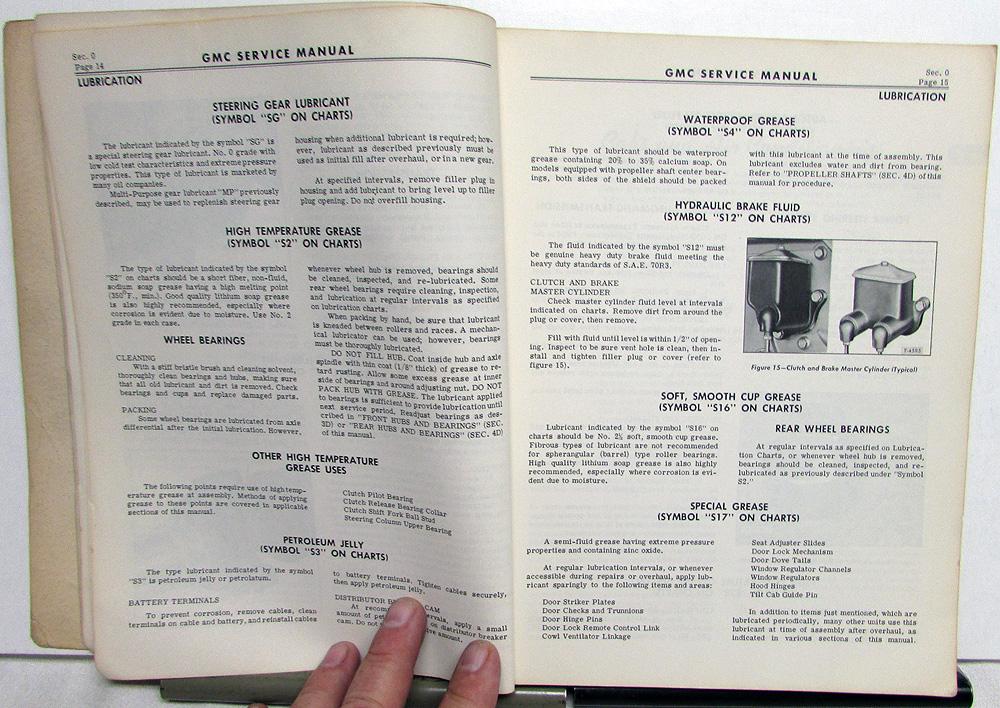 Sec. 0
Page 14
GMC SERVICE MANUAL
LUBRICATION
STEERING GEAR LUBRICANT
(SYMBOL "SG" ON CHARTS)
The lubricant indicated by the symbol "SG" is
a special steering gear lubricant. No. 0 grade with
low cold test characteristics and extreme pressure
properties. This type of lubricant is marketed by
many oil companies.
Multi-Purpose gear lubricant "MP" previously
described, may be used to replenish steering gear
housing when additional lubricant is required; how-
ever, lubricant as described previously must be
used as initial fill after overhaul, or in a new gear.
At specified intervals, remove filler plug in
housing and add lubricant to bring level up to filler
plug opening. Do not overfill housing.
HIGH TEMPERATURE GREASE
(SYMBOL "S2" ON CHARTS)
The type of lubricant indicated by the symbol
"S2" on charts should be a short fiber, non-fluid,
sodium soap grease having a high melting point
(350°F., min.). Good quality lithium soap grease
is also highly recommended, especially where
corrosion is evident due to moisture. Use No. 2
grade in each case.
WHEEL BEARINGS
CLEANING
With a stiff bristle brush and cleaning solvent,
thoroughly clean bearings and hubs, making sure
that all old lubricant and dirt is removed. Check
bearings and cups and replace damaged parts.
PACKING
Some wheel bearings are lubricated from axle
differential after the initial lubrication. However,
whenever wheel hub is removed, bearings should
be cleaned, inspected, and re-lubricated. Some
rear wheel bearings require cleaning, inspection,
and lubrication at regular intervals as specified
on lubrication charts.
When packing by hand, be sure that lubricant
is kneaded between rollers and races. A mechan-
ical lubricator can be used; however, bearings
must be thoroughly lubricated.
DO NOT FILL HUB. Coat inside hub and axle
spindle with thin coat (1/8" thick) of grease to re-
tard rusting. Allow some excess grease at inner
side of bearings and around adjusting nut. DO NOT
PACK HUB WITH GREASE. The lubricant applied
to bearings is sufficient to provide lubrication until
next service period. Readjust bearings as des-
cribed in "FRONT HUBS AND BEARINGS" (SEC.
3D) or "REAR HUBS AND BEARINGS" (SEC. 4D)
of this manual.
OTHER HIGH TEMPERATURE
GREASE USES
The following points require use of high temp-
erature grease at assembly. Methods of applying
grease to these points are covered in applicable
sections of this manual.
Clutch Pilot Bearing
Clutch Release Bearing Collar
Clutch Shift Fork Ball Stud
Steering Column Upper Bearing
PETROLEUM JELLY
(SYMBOL "S3" ON CHARTS)
The type lubricant indicated by the symbol
"S3" is petroleum jelly or petrolatum.
BATTERY TERMINALS
To prevent corrosion, remove cables, clean
terminals on cable and battery, and reinstall cables
to battery terminals. Tighten cables securely,
then apply petroleum jelly.
DISTRIBUTOR CAM
At ervals, apply a small
amount of on distributor breaker
cam. Do not ive amount.
GMC SERVICE MANUAL
Sec. 0
Page 15
LUBRICATION
WATERPROOF GREASE
(SYMBOL "S4" ON CHARTS)
This type of lubricant should be waterproof
grease containing 20% to 35% calcium soap. On
models equipped with propeller shaft center bear-
ings, both sides of the shield should be packed
with this lubricant at the time of assembly. This
lubricant excludes water and dirt from bearing.
Refer to "PROPELLER SHAFTS" (SEC. 4D) of this
manual for procedure.
HYDRAULIC BRAKE FLUID
(SYMBOL "S12" ON CHARTS)
The fluid indicated by the symbol "S12" must
be genuine heavy duty brake fluid meeting the
heavy duty standards of S.A.E. 70R3.
CLUTCH AND BRAKE
MASTER CYLINDER
Check master cylinder fluid level at intervals
indicated on charts. Remove dirt from around the
plug or cover, then remove.
Fill with fluid until level is within 1/2" of open-
ing. Inspect to be sure vent hole is clean, then in-
stall and tighten filler plug or cover (refer to
figure 15).
T-4393
Figure 15—Clutch and Brake Master Cylinder (Typical)
SOFT, SMOOTH CUP GREASE
(SYMBOL "S16" ON CHARTS)
Lubricant indicated by the symbol "S16" on
charts should be No. 2½ soft, smooth cup grease.
Fibrous types of lubricant are not recommended
for spherangular (barrel) type roller bearings.
High quality lithium soap grease is also highly
recommended, especially where corrosion is evi-
dent due to moisture.
REAR WHEEL BEARINGS
At regular intervals as specified on Lubrica-
tion Charts, or whenever wheel hub is removed,
bearings should be cleaned, inspected, and re-
lubricated as previously described under "Symbol
S2."
SPECIAL GREASE
(SYMBOL "S17" ON CHARTS)
A semi-fluid grease having extreme pressure
properties and containing zinc oxide.
At regular lubrication intervals, or whenever
accessible during repairs or overhaul, apply lub-
ricant sparingly to the following items and areas:
Door Striker Plates
Door Checks and Trunnions
Door Hinge Pins
Door Lock Remote Control Link
Cowl Ventilator Linkage
Seat Adjuster Slides
Door Lock Mechanism
Door Dove Tails
Window Regulator Channels
Window Regulators
Hood Hinges
Tilt Cab Guide Pin
In addition to items just mentioned, which are
lubricated periodically, many other units use this
lubricant at time of assembly after overhaul, as
indicated in various sections of this manual.